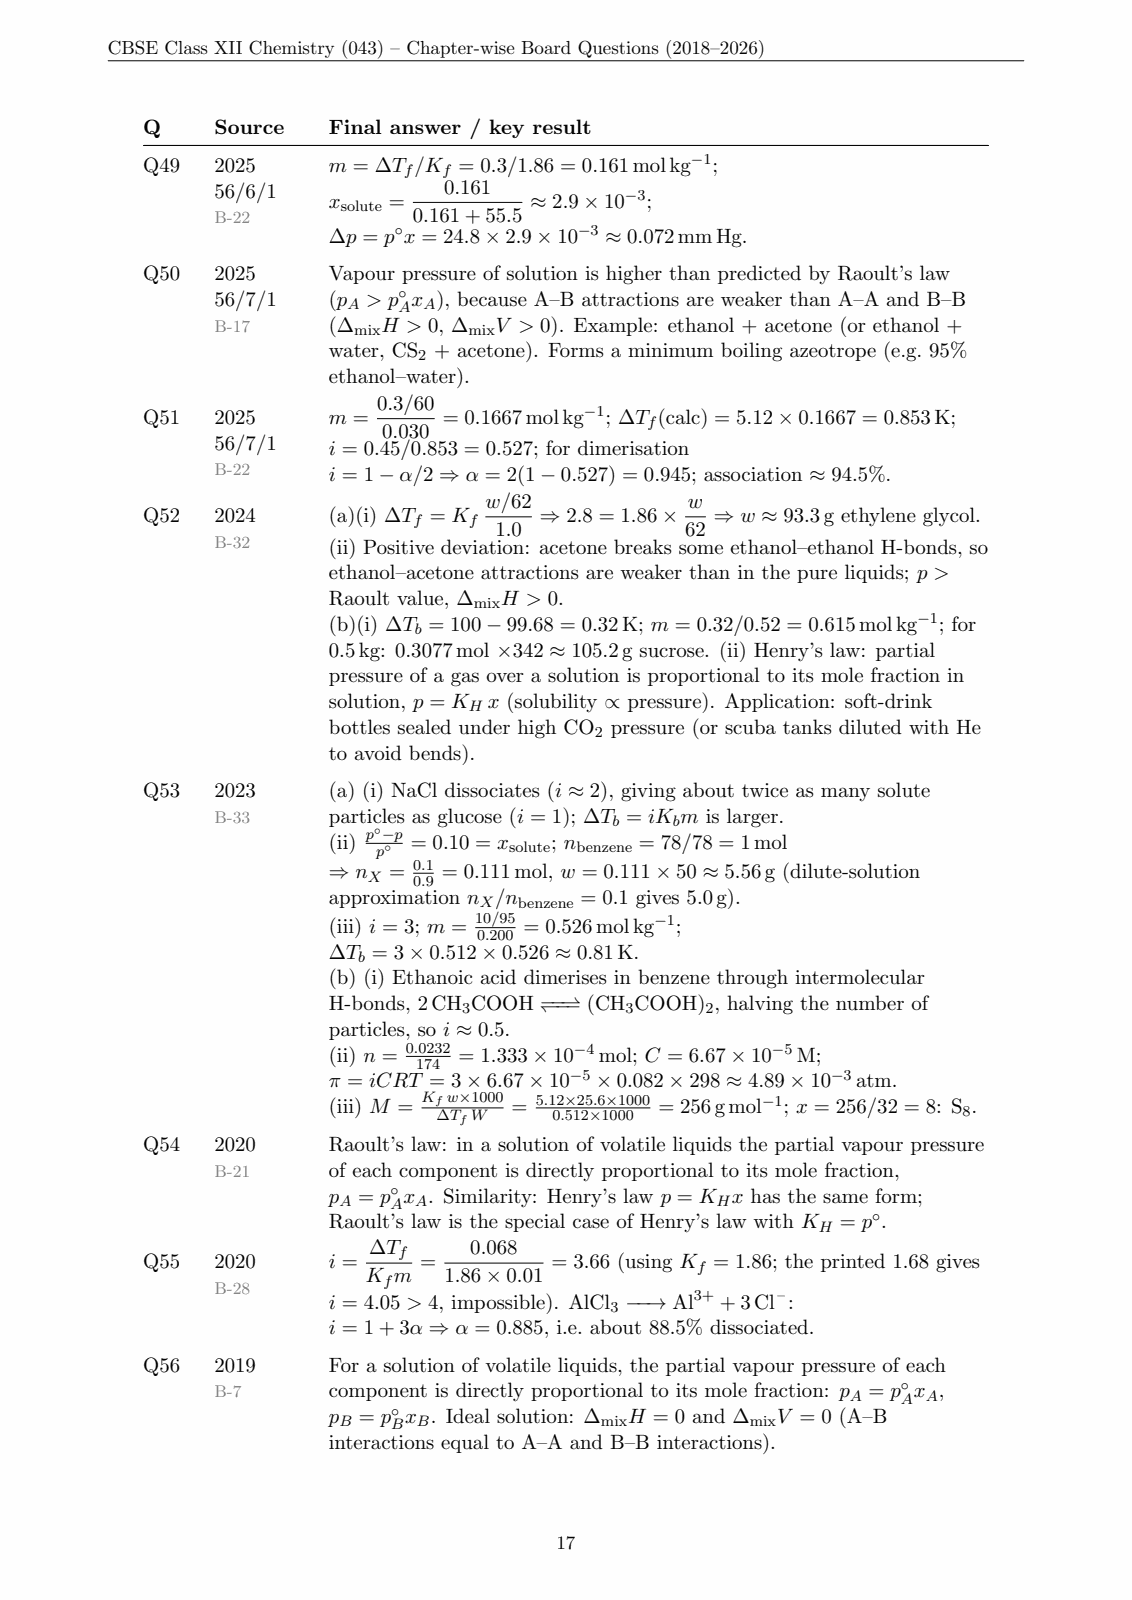 CBSE Class XII Chemistry (043) – Chapter-wise Board Questions (2018–2026)
Q Source Final answer / key result
Q49 2025 m = ΔT_f/K_f = 0.3/1.86 = 0.161 mol kg⁻¹;
56/6/1 x_solute = 0.161/(0.161 + 55.5) ≈ 2.9 × 10⁻³;
B-22
Δp = p°x = 24.8 × 2.9 × 10⁻³ ≈ 0.072 mm Hg.
Q50 2025 Vapour pressure of solution is higher than predicted by Raoult's law
56/7/1 (p_A > p°_A x_A), because A–B attractions are weaker than A–A and B–B
B-17 (Δ_mixH > 0, Δ_mixV > 0). Example: ethanol + acetone (or ethanol +
water, CS₂ + acetone). Forms a minimum boiling azeotrope (e.g. 95%
ethanol–water).
Q51 2025 m = (0.3/60)/0.030 = 0.1667 mol kg⁻¹; ΔT_f(calc) = 5.12 × 0.1667 = 0.853 K;
56/7/1 i = 0.45/0.853 = 0.527; for dimerisation
B-22 i = 1 − α/2 ⇒ α = 2(1 − 0.527) = 0.945; association ≈ 94.5%.
Q52 2024 (a)(i) ΔT_f = K_f (w/62)/1.0 ⇒ 2.8 = 1.86 × w/62 ⇒ w ≈ 93.3 g ethylene glycol.
B-32 (ii) Positive deviation: acetone breaks some ethanol–ethanol H-bonds, so
ethanol–acetone attractions are weaker than in the pure liquids; p >
Raoult value, Δ_mixH > 0.
(b)(i) ΔT_b = 100 − 99.68 = 0.32 K; m = 0.32/0.52 = 0.615 mol kg⁻¹; for
0.5 kg: 0.3077 mol ×342 ≈ 105.2 g sucrose. (ii) Henry's law: partial
pressure of a gas over a solution is proportional to its mole fraction in
solution, p = K_H x (solubility ∝ pressure). Application: soft-drink
bottles sealed under high CO₂ pressure (or scuba tanks diluted with He
to avoid bends).
Q53 2023 (a) (i) NaCl dissociates (i ≈ 2), giving about twice as many solute
B-33 particles as glucose (i = 1); ΔT_b = iK_bm is larger.
(ii) (p°−p)/p° = 0.10 = x_solute; n_benzene = 78/78 = 1 mol
⇒ n_X = 0.1/0.9 = 0.111 mol, w = 0.111 × 50 ≈ 5.56 g (dilute-solution
approximation n_X/n_benzene = 0.1 gives 5.0 g).
(iii) i = 3; m = (10/95)/0.200 = 0.526 mol kg⁻¹;
ΔT_b = 3 × 0.512 × 0.526 ≈ 0.81 K.
(b) (i) Ethanoic acid dimerises in benzene through intermolecular
H-bonds, 2 CH₃COOH ⇌ (CH₃COOH)₂, halving the number of
particles, so i ≈ 0.5.
(ii) n = 0.0232/174 = 1.333 × 10⁻⁴ mol; C = 6.67 × 10⁻⁵ M;
π = iCRT = 3 × 6.67 × 10⁻⁵ × 0.082 × 298 ≈ 4.89 × 10⁻³ atm.
(iii) M = (K_f w×1000)/(ΔT_f W) = (5.12×25.6×1000)/(0.512×1000) = 256 g mol⁻¹; x = 256/32 = 8: S₈.
Q54 2020 Raoult's law: in a solution of volatile liquids the partial vapour pressure
B-21 of each component is directly proportional to its mole fraction,
p_A = p°_A x_A. Similarity: Henry's law p = K_Hx has the same form;
Raoult's law is the special case of Henry's law with K_H = p°.
Q55 2020 i = ΔT_f/(K_f m) = 0.068/(1.86 × 0.01) = 3.66 (using K_f = 1.86; the printed 1.68 gives
B-28 i = 4.05 > 4, impossible). AlCl₃ ⟶ Al³⁺ + 3 Cl⁻:
i = 1 + 3α ⇒ α = 0.885, i.e. about 88.5% dissociated.
Q56 2019 For a solution of volatile liquids, the partial vapour pressure of each
B-7 component is directly proportional to its mole fraction: p_A = p°_A x_A,
p_B = p°_B x_B. Ideal solution: Δ_mixH = 0 and Δ_mixV = 0 (A–B
interactions equal to A–A and B–B interactions).
17